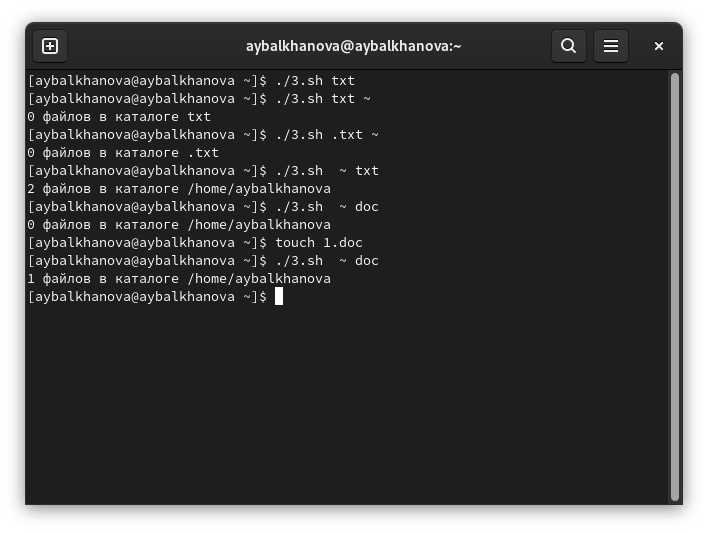 aybalkhanova@aybalkhanova:~
[aybalkhanova@aybalkhanova ~]$ ./3.sh txt
[aybalkhanova@aybalkhanova ~]$ ./3.sh txt ~
0 файлов в каталоге txt
[aybalkhanova@aybalkhanova ~]$ ./3.sh .txt ~
0 файлов в каталоге .txt
[aybalkhanova@aybalkhanova ~]$ ./3.sh  ~ txt
2 файлов в каталоге /home/aybalkhanova
[aybalkhanova@aybalkhanova ~]$ ./3.sh  ~ doc
0 файлов в каталоге /home/aybalkhanova
[aybalkhanova@aybalkhanova ~]$ touch 1.doc
[aybalkhanova@aybalkhanova ~]$ ./3.sh  ~ doc
1 файлов в каталоге /home/aybalkhanova
[aybalkhanova@aybalkhanova ~]$